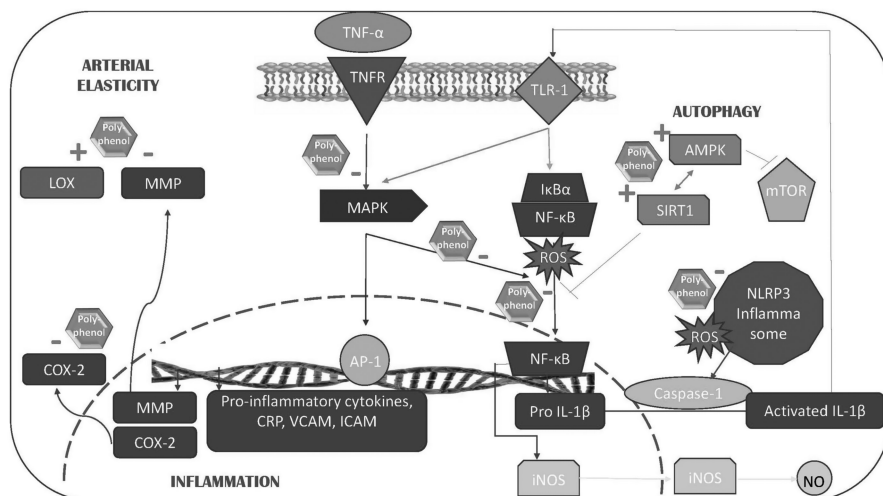 TNF-α
TNFR
TLR-1
ARTERIAL
ELASTICITY
Poly
phenol
+
-
LOX
MMP
Poly
phenol
-
MAPK
IκBα
NF-κB
ROS
AUTOPHAGY
Poly
phenol
+
+
AMPK
SIRT1
mTOR
Poly
phenol
-
Poly
phenol
-
Poly
phenol
-
NLRP3
Inflamma
some
ROS
Poly
phenol
-
COX-2
AP-1
NF-κB
MMP
COX-2
Pro-inflammatory cytokines,
CRP, VCAM, ICAM
Pro IL-1β
Caspase-1
Activated IL-1β
INFLAMMATION
iNOS
iNOS
NO